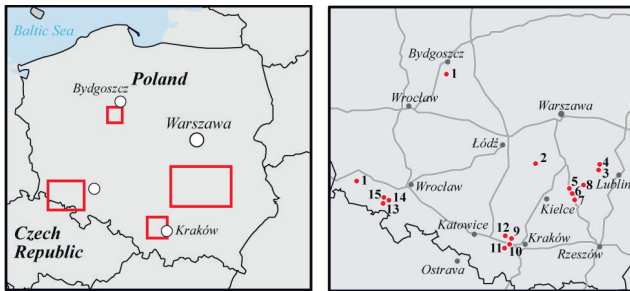 Baltic Sea
Poland
Bydgoszcz
Warszawa
Czech
Republic
Kraków
Bydgoszcz
1
Wrocław
Warszawa
Łódź
2
4
3
1
5
8
Lublin
6
15
14
Wrocław
7
13
Kielce
Katowice
12
9
Kraków
11
10
Rzeszów
Ostrava